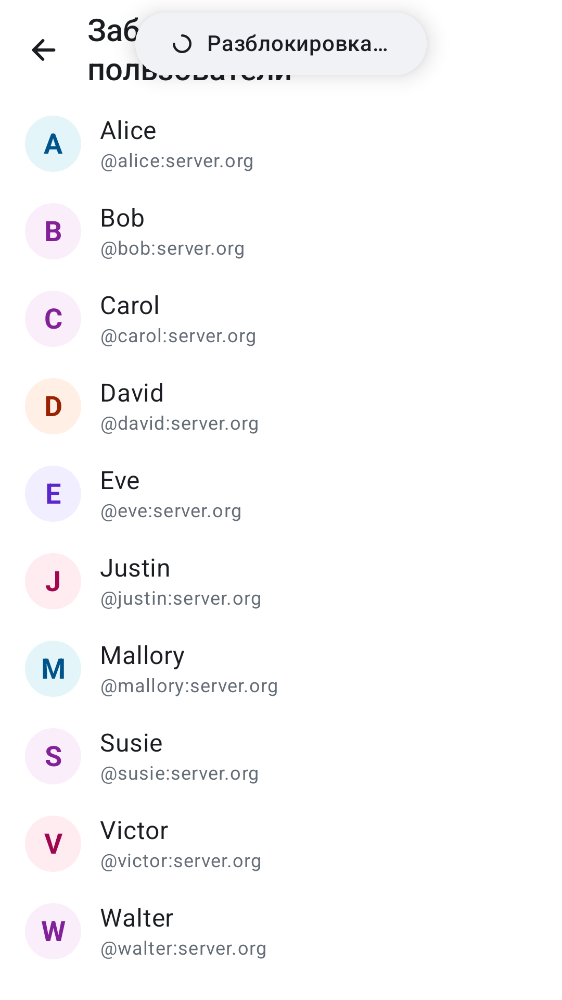 Заб
Разблокировка…
пользователи
A
Alice
@alice:server.org
B
Bob
@bob:server.org
C
Carol
@carol:server.org
D
David
@david:server.org
E
Eve
@eve:server.org
J
Justin
@justin:server.org
M
Mallory
@mallory:server.org
S
Susie
@susie:server.org
V
Victor
@victor:server.org
W
Walter
@walter:server.org